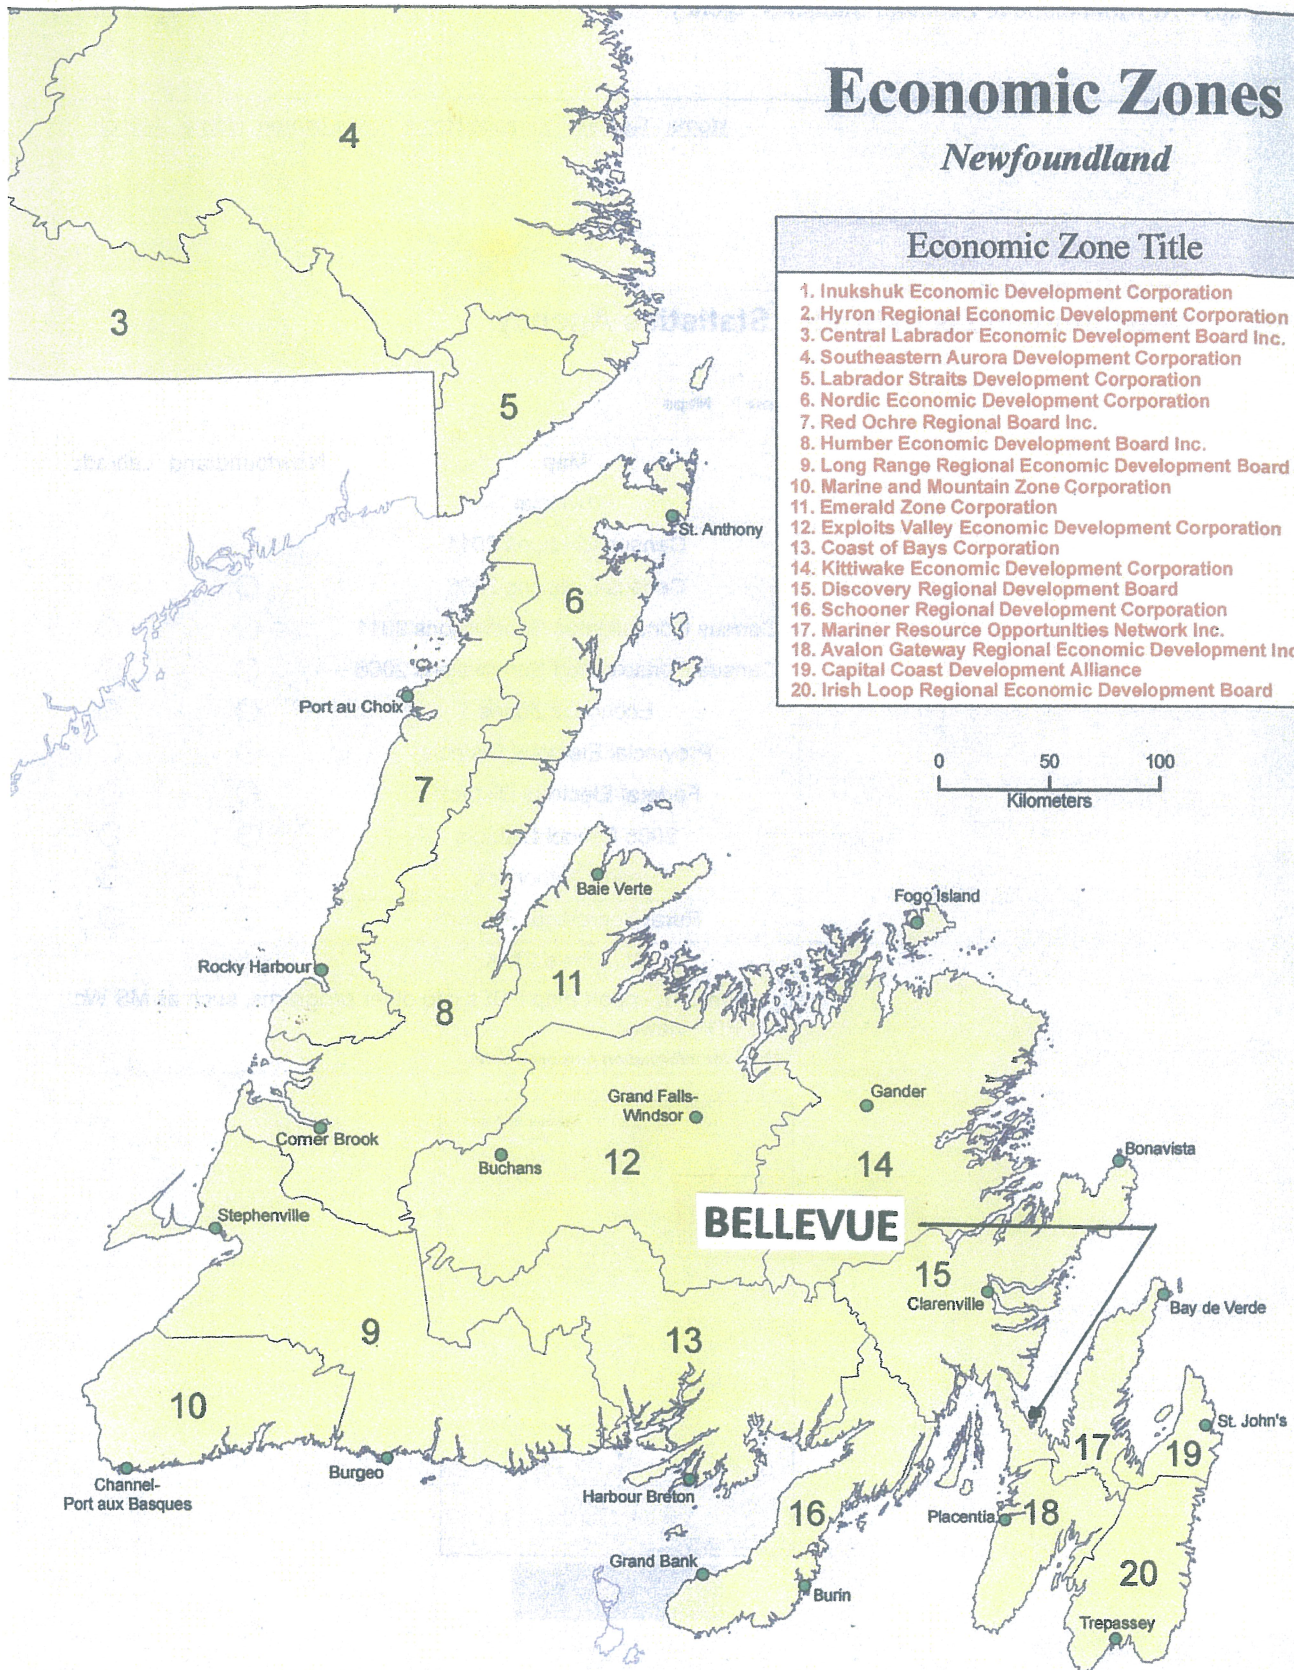 Economic Zones
Newfoundland
Economic Zone Title
1. Inukshuk Economic Development Corporation
2. Hyron Regional Economic Development Corporation
3. Central Labrador Economic Development Board Inc.
4. Southeastern Aurora Development Corporation
5. Labrador Straits Development Corporation
6. Nordic Economic Development Corporation
7. Red Ochre Regional Board Inc.
8. Humber Economic Development Board Inc.
9. Long Range Regional Economic Development Board
10. Marine and Mountain Zone Corporation
11. Emerald Zone Corporation
12. Exploits Valley Economic Development Corporation
13. Coast of Bays Corporation
14. Kittiwake Economic Development Corporation
15. Discovery Regional Development Board
16. Schooner Regional Development Corporation
17. Mariner Resource Opportunities Network Inc.
18. Avalon Gateway Regional Economic Development Inc
19. Capital Coast Development Alliance
20. Irish Loop Regional Economic Development Board
0 50 100
Kilometers
4
3
5
St. Anthony
6
Port au Choix
7
Baie Verte
Fogo Island
Rocky Harbour
11
8
Grand Falls-
Windsor
Gander
Corner Brook
Buchans
12
14
Bonavista
Stephenville
BELLEVUE
15
Clarenville
Bay de Verde
9
13
10
St. John's
17
19
Channel-
Port aux Basques
Burgeo
Harbour Breton
16
Placentia
18
Grand Bank
Burin
20
Trepassey